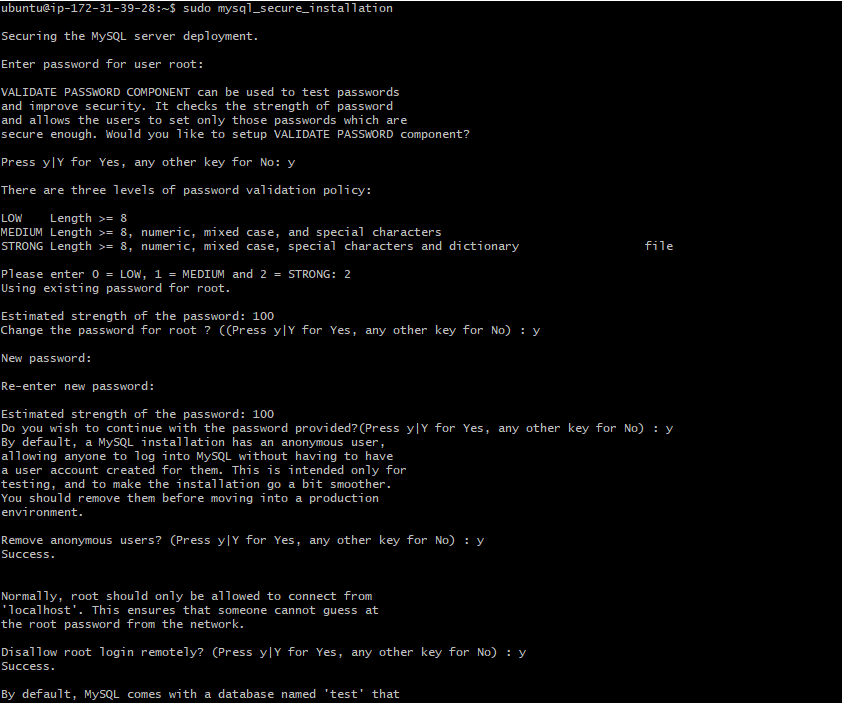 ubuntu@ip-172-31-39-28:~$ sudo mysql_secure_installation
Securing the MySQL server deployment.
Enter password for user root:
VALIDATE PASSWORD COMPONENT can be used to test passwords
and improve security. It checks the strength of password
and allows the users to set only those passwords which are
secure enough. Would you like to setup VALIDATE PASSWORD component?
Press y|Y for Yes, any other key for No: y
There are three levels of password validation policy:
LOW    Length >= 8
MEDIUM Length >= 8, numeric, mixed case, and special characters
STRONG Length >= 8, numeric, mixed case, special characters and dictionary                  file
Please enter 0 = LOW, 1 = MEDIUM and 2 = STRONG: 2
Using existing password for root.
Estimated strength of the password: 100
Change the password for root ? ((Press y|Y for Yes, any other key for No) : y
New password:
Re-enter new password:
Estimated strength of the password: 100
Do you wish to continue with the password provided?(Press y|Y for Yes, any other key for No) : y
By default, a MySQL installation has an anonymous user,
allowing anyone to log into MySQL without having to have
a user account created for them. This is intended only for
testing, and to make the installation go a bit smoother.
You should remove them before moving into a production
environment.
Remove anonymous users? (Press y|Y for Yes, any other key for No) : y
Success.
Normally, root should only be allowed to connect from
'localhost'. This ensures that someone cannot guess at
the root password from the network.
Disallow root login remotely? (Press y|Y for Yes, any other key for No) : y
Success.
By default, MySQL comes with a database named 'test' that